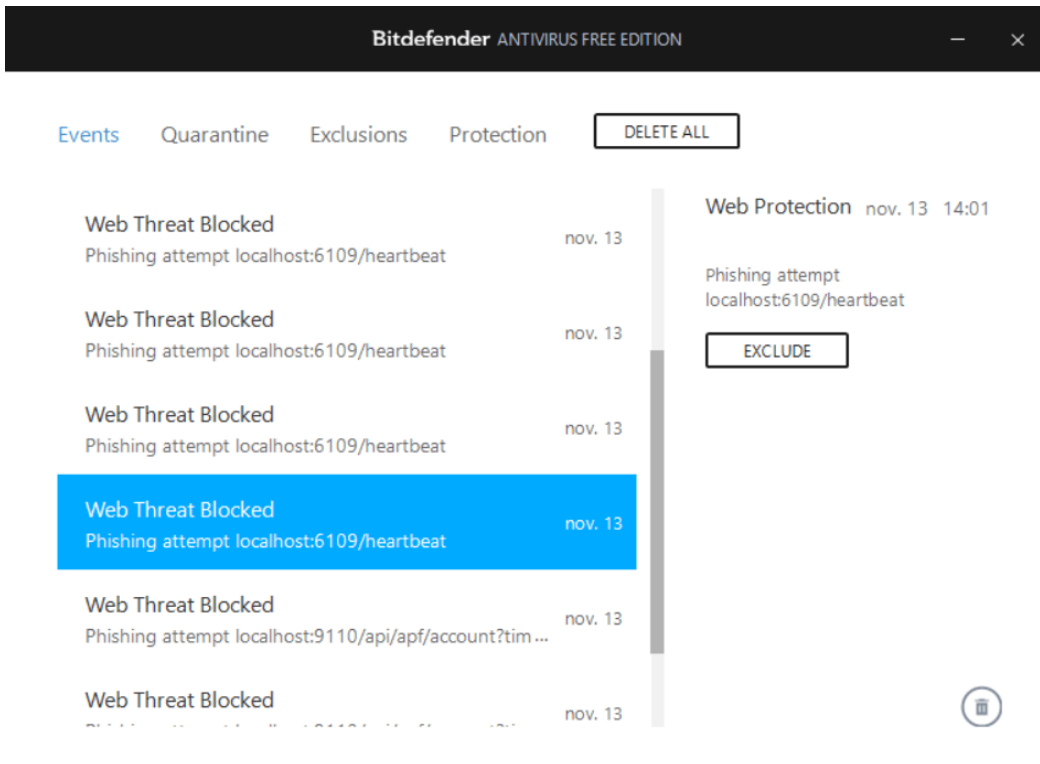 Bitdefender ANTIVIRUS FREE EDITION
Events Quarantine Exclusions Protection DELETE ALL
Web Threat Blocked
Phishing attempt localhost:6109/heartbeat
nov. 13
Web Threat Blocked
Phishing attempt localhost:6109/heartbeat
nov. 13
Web Threat Blocked
Phishing attempt localhost:6109/heartbeat
nov. 13
Web Threat Blocked
Phishing attempt localhost:6109/heartbeat
nov. 13
Web Threat Blocked
Phishing attempt localhost:9110/api/apf/account?tim ...
nov. 13
Web Threat Blocked
nov. 13
Web Protection nov. 13 14:01
Phishing attempt
localhost:6109/heartbeat
EXCLUDE